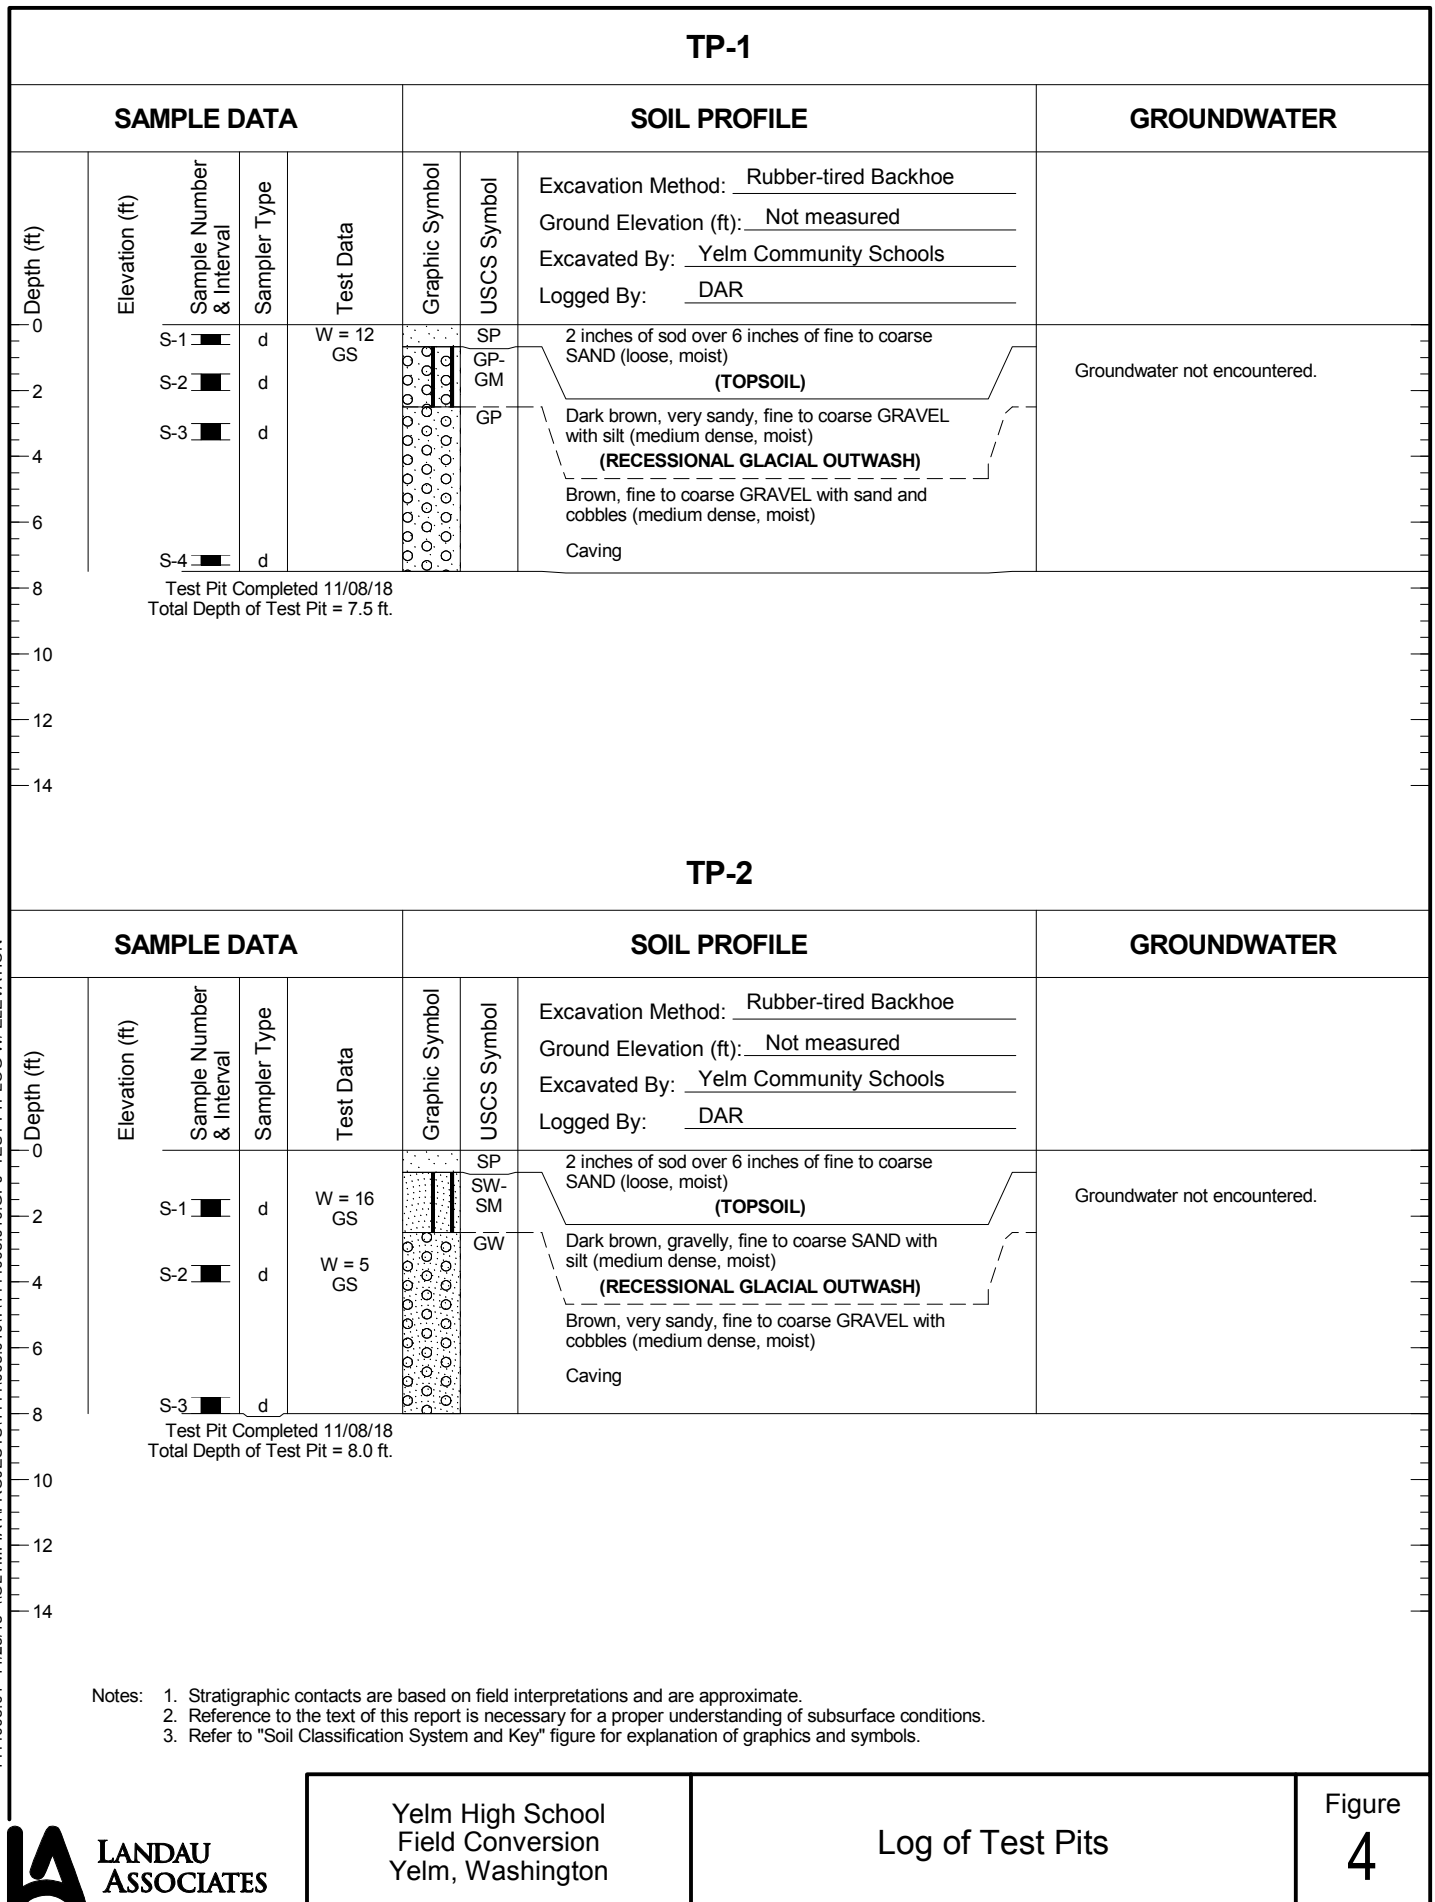 TP-1
SAMPLE DATA
SOIL PROFILE
GROUNDWATER
Depth (ft)
Elevation (ft)
Sample Number
& Interval
Sampler Type
Test Data
Graphic Symbol
USCS Symbol
Excavation Method: Rubber-tired Backhoe
Ground Elevation (ft): Not measured
Excavated By: Yelm Community Schools
Logged By: DAR
0
2
4
6
8
10
12
14
S-1 d W = 12
GS
S-2 d
S-3 d
S-4 d
SP
GP-
GM
GP
2 inches of sod over 6 inches of fine to coarse
SAND (loose, moist)
(TOPSOIL)
Dark brown, very sandy, fine to coarse GRAVEL
with silt (medium dense, moist)
(RECESSIONAL GLACIAL OUTWASH)
Brown, fine to coarse GRAVEL with sand and
cobbles (medium dense, moist)
Caving
Groundwater not encountered.
Test Pit Completed 11/08/18
Total Depth of Test Pit = 7.5 ft.
TP-2
SAMPLE DATA
SOIL PROFILE
GROUNDWATER
Depth (ft)
Elevation (ft)
Sample Number
& Interval
Sampler Type
Test Data
Graphic Symbol
USCS Symbol
Excavation Method: Rubber-tired Backhoe
Ground Elevation (ft): Not measured
Excavated By: Yelm Community Schools
Logged By: DAR
0
2
4
6
8
10
12
14
S-1 d W = 16
GS
S-2 d W = 5
GS
S-3 d
SP
SW-
SM
GW
2 inches of sod over 6 inches of fine to coarse
SAND (loose, moist)
(TOPSOIL)
Dark brown, gravelly, fine to coarse SAND with
silt (medium dense, moist)
(RECESSIONAL GLACIAL OUTWASH)
Brown, very sandy, fine to coarse GRAVEL with
cobbles (medium dense, moist)
Caving
Groundwater not encountered.
Test Pit Completed 11/08/18
Total Depth of Test Pit = 8.0 ft.
Notes: 1. Stratigraphic contacts are based on field interpretations and are approximate.
2. Reference to the text of this report is necessary for a proper understanding of subsurface conditions.
3. Refer to "Soil Classification System and Key" figure for explanation of graphics and symbols.
LANDAU
ASSOCIATES
Yelm High School
Field Conversion
Yelm, Washington
Log of Test Pits
Figure
4